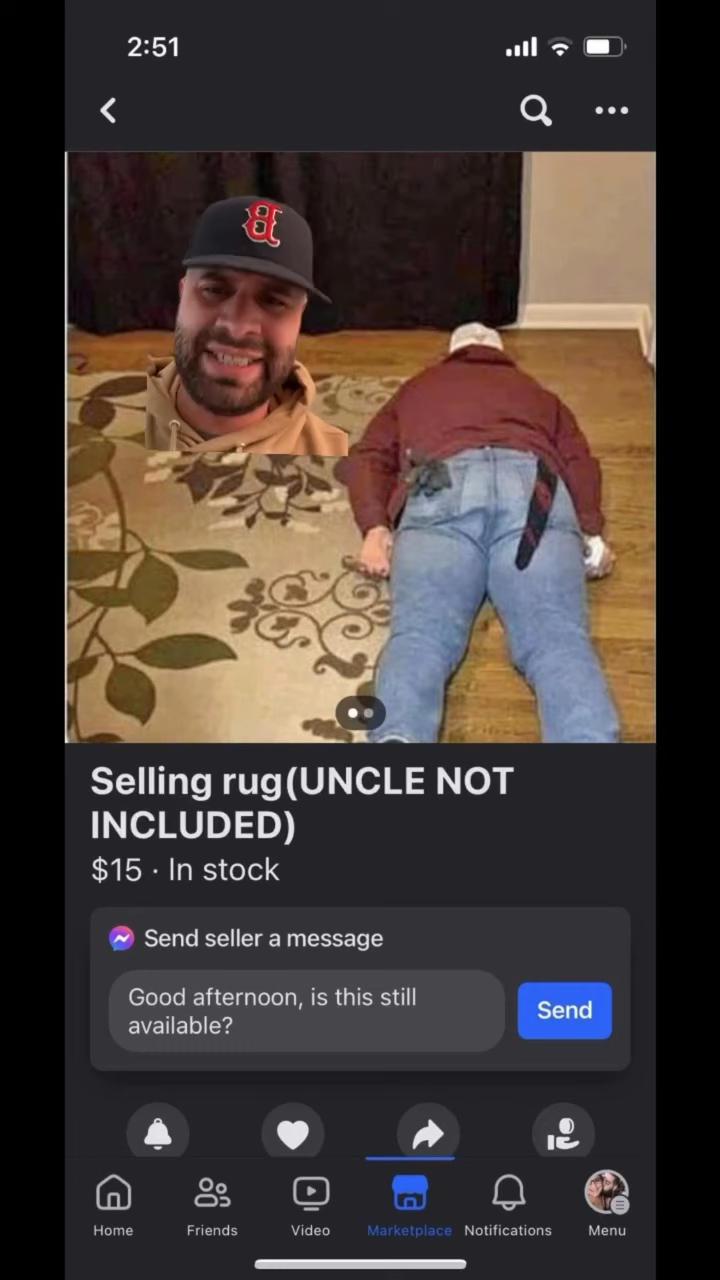 2:51
B
Selling rug(UNCLE NOT
INCLUDED)
$15 · In stock
Send seller a message
Good afternoon, is this still
available?
Send
Home
Friends
Video
Marketplace
Notifications
Menu